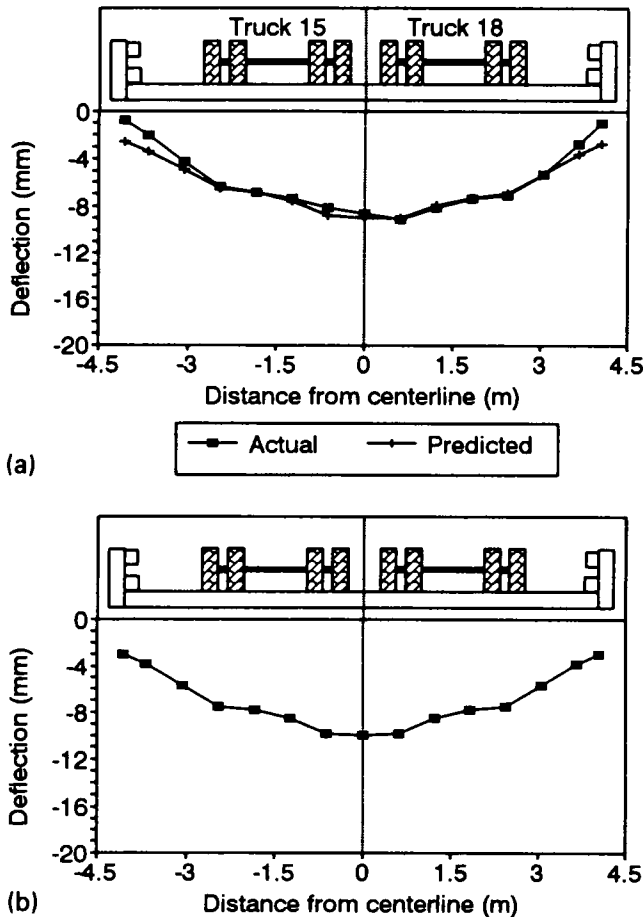 Truck 15 Truck 18
0
-4
-8
-12
-16
-20
Deflection (mm)
-4.5 -3 -1.5 0 1.5 3 4.5
Distance from centerline (m)
Actual Predicted
(a)
0
-4
-8
-12
-16
-20
Deflection (mm)
-4.5 -3 -1.5 0 1.5 3 4.5
Distance from centerline (m)
(b)